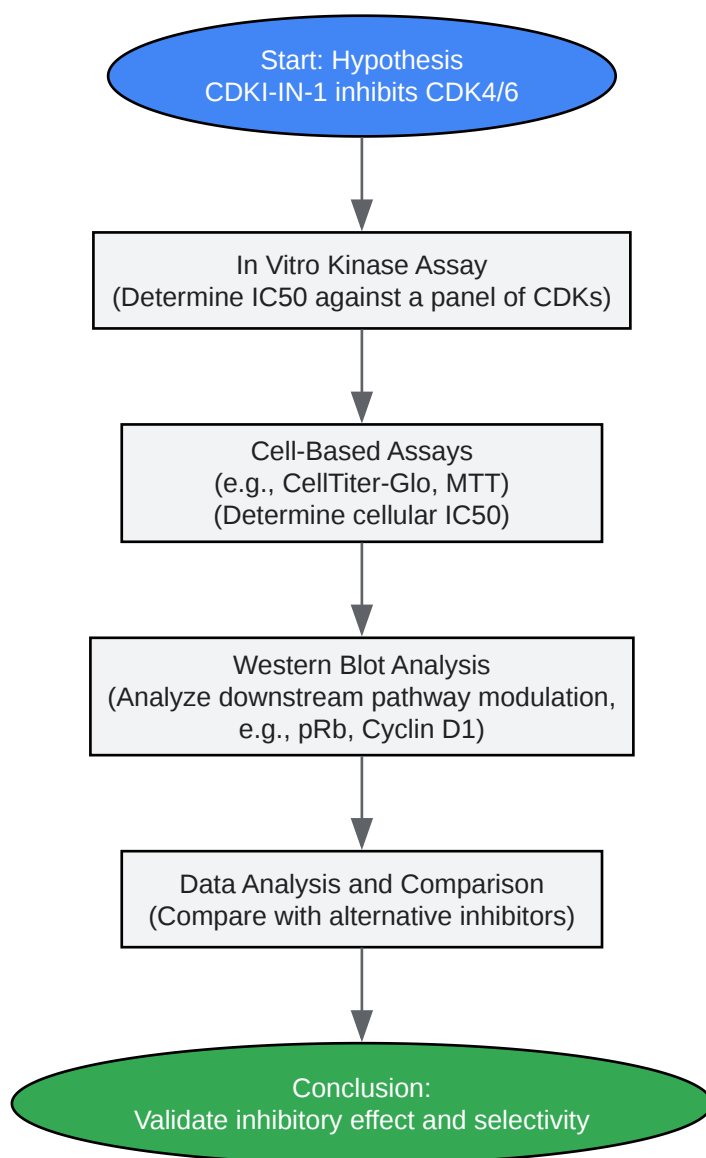 Start: Hypothesis
CDKI-IN-1 inhibits CDK4/6
In Vitro Kinase Assay
(Determine IC50 against a panel of CDKs)
Cell-Based Assays
(e.g., CellTiter-Glo, MTT)
(Determine cellular IC50)
Western Blot Analysis
(Analyze downstream pathway modulation,
e.g., pRb, Cyclin D1)
Data Analysis and Comparison
(Compare with alternative inhibitors)
Conclusion:
Validate inhibitory effect and selectivity